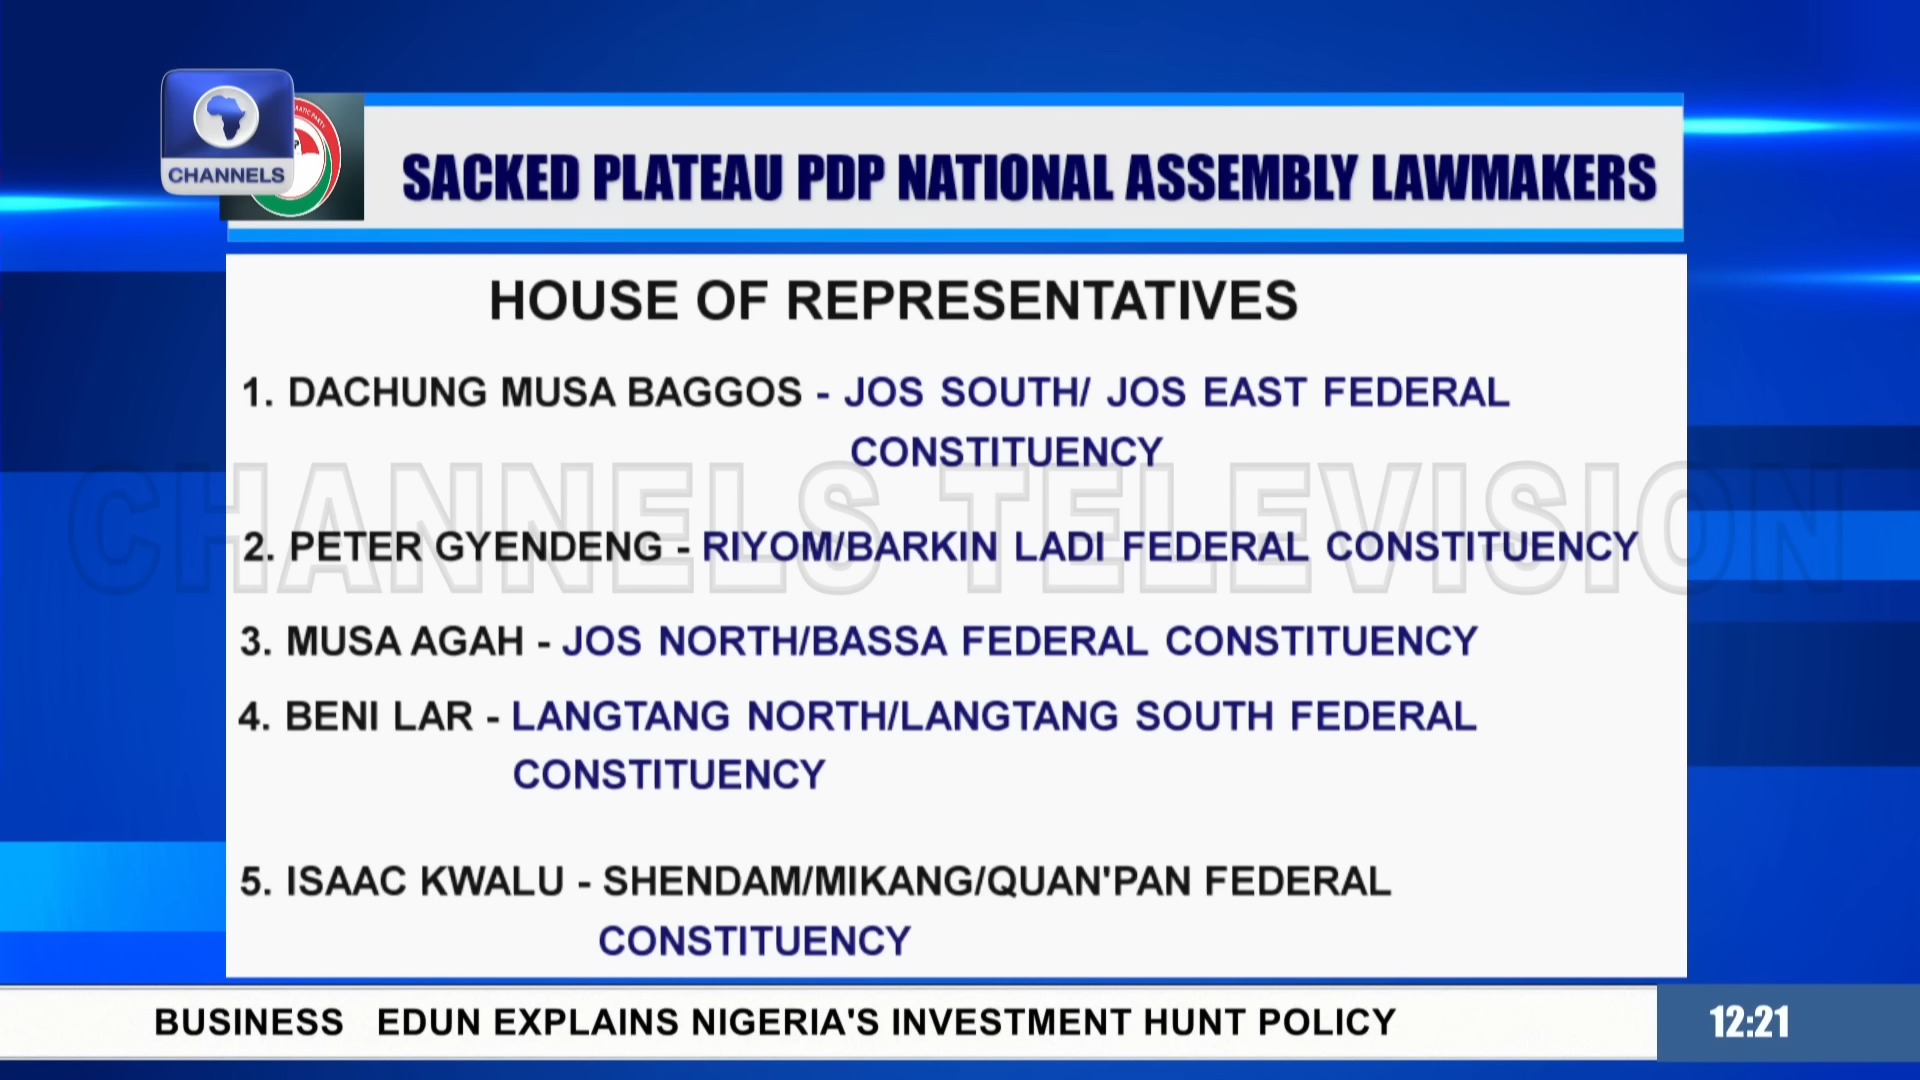 CHANNELS
SACKED PLATEAU PDP NATIONAL ASSEMBLY LAWMAKERS
HOUSE OF REPRESENTATIVES
1. DACHUNG MUSA BAGGOS - JOS SOUTH/ JOS EAST FEDERAL
CONSTITUENCY
CHANNELS TELEVISION
2. PETER GYENDENG - RIYOM/BARKIN LADI FEDERAL CONSTITUENCY
3. MUSA AGAH - JOS NORTH/BASSA FEDERAL CONSTITUENCY
4. BENI LAR - LANGTANG NORTH/LANGTANG SOUTH FEDERAL
CONSTITUENCY
5. ISAAC KWALU - SHENDAM/MIKANG/QUAN'PAN FEDERAL
CONSTITUENCY
BUSINESS EDUN EXPLAINS NIGERIA'S INVESTMENT HUNT POLICY
12:21